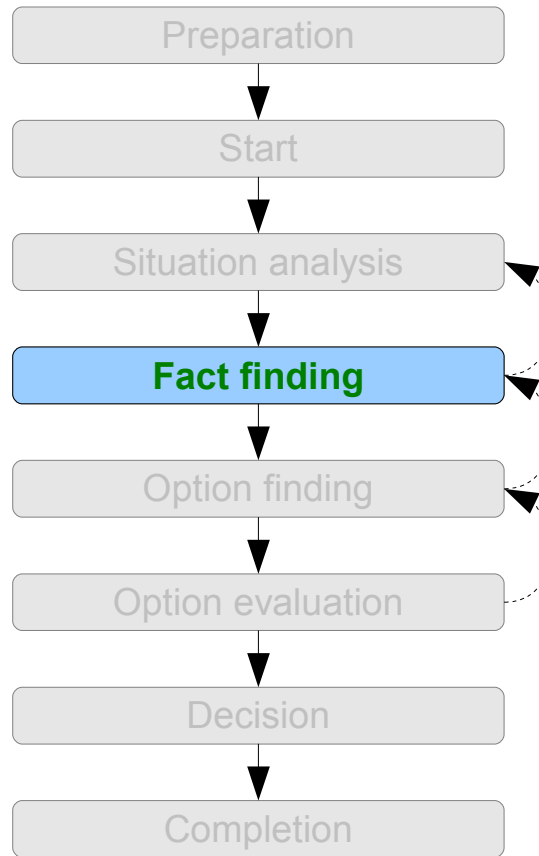 Preparation
Start
Situation analysis
Fact finding
Option finding
Option evaluation
Decision
Completion